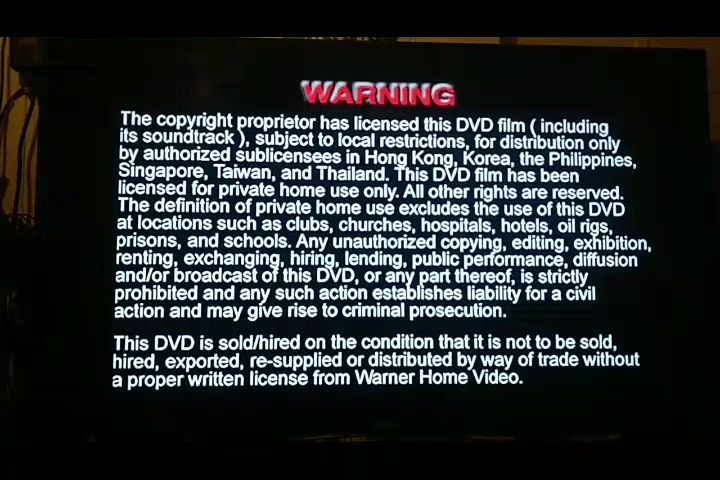 WARNING
The copyright proprietor has licensed this DVD film ( including
its soundtrack ), subject to local restrictions, for distribution only
by authorized sublicensees in Hong Kong, Korea, the Philippines,
Singapore, Taiwan, and Thailand. This DVD film has been
licensed for private home use only. All other rights are reserved.
The definition of private home use excludes the use of this DVD
at locations such as clubs, churches, hospitals, hotels, oil rigs,
prisons, and schools. Any unauthorized copying, editing, exhibition,
renting, exchanging, hiring, lending, public performance, diffusion
and/or broadcast of this DVD, or any part thereof, is strictly
prohibited and any such action establishes liability for a civil
action and may give rise to criminal prosecution.
This DVD is sold/hired on the condition that it is not to be sold,
hired, exported, re-supplied or distributed by way of trade without
a proper written license from Warner Home Video.